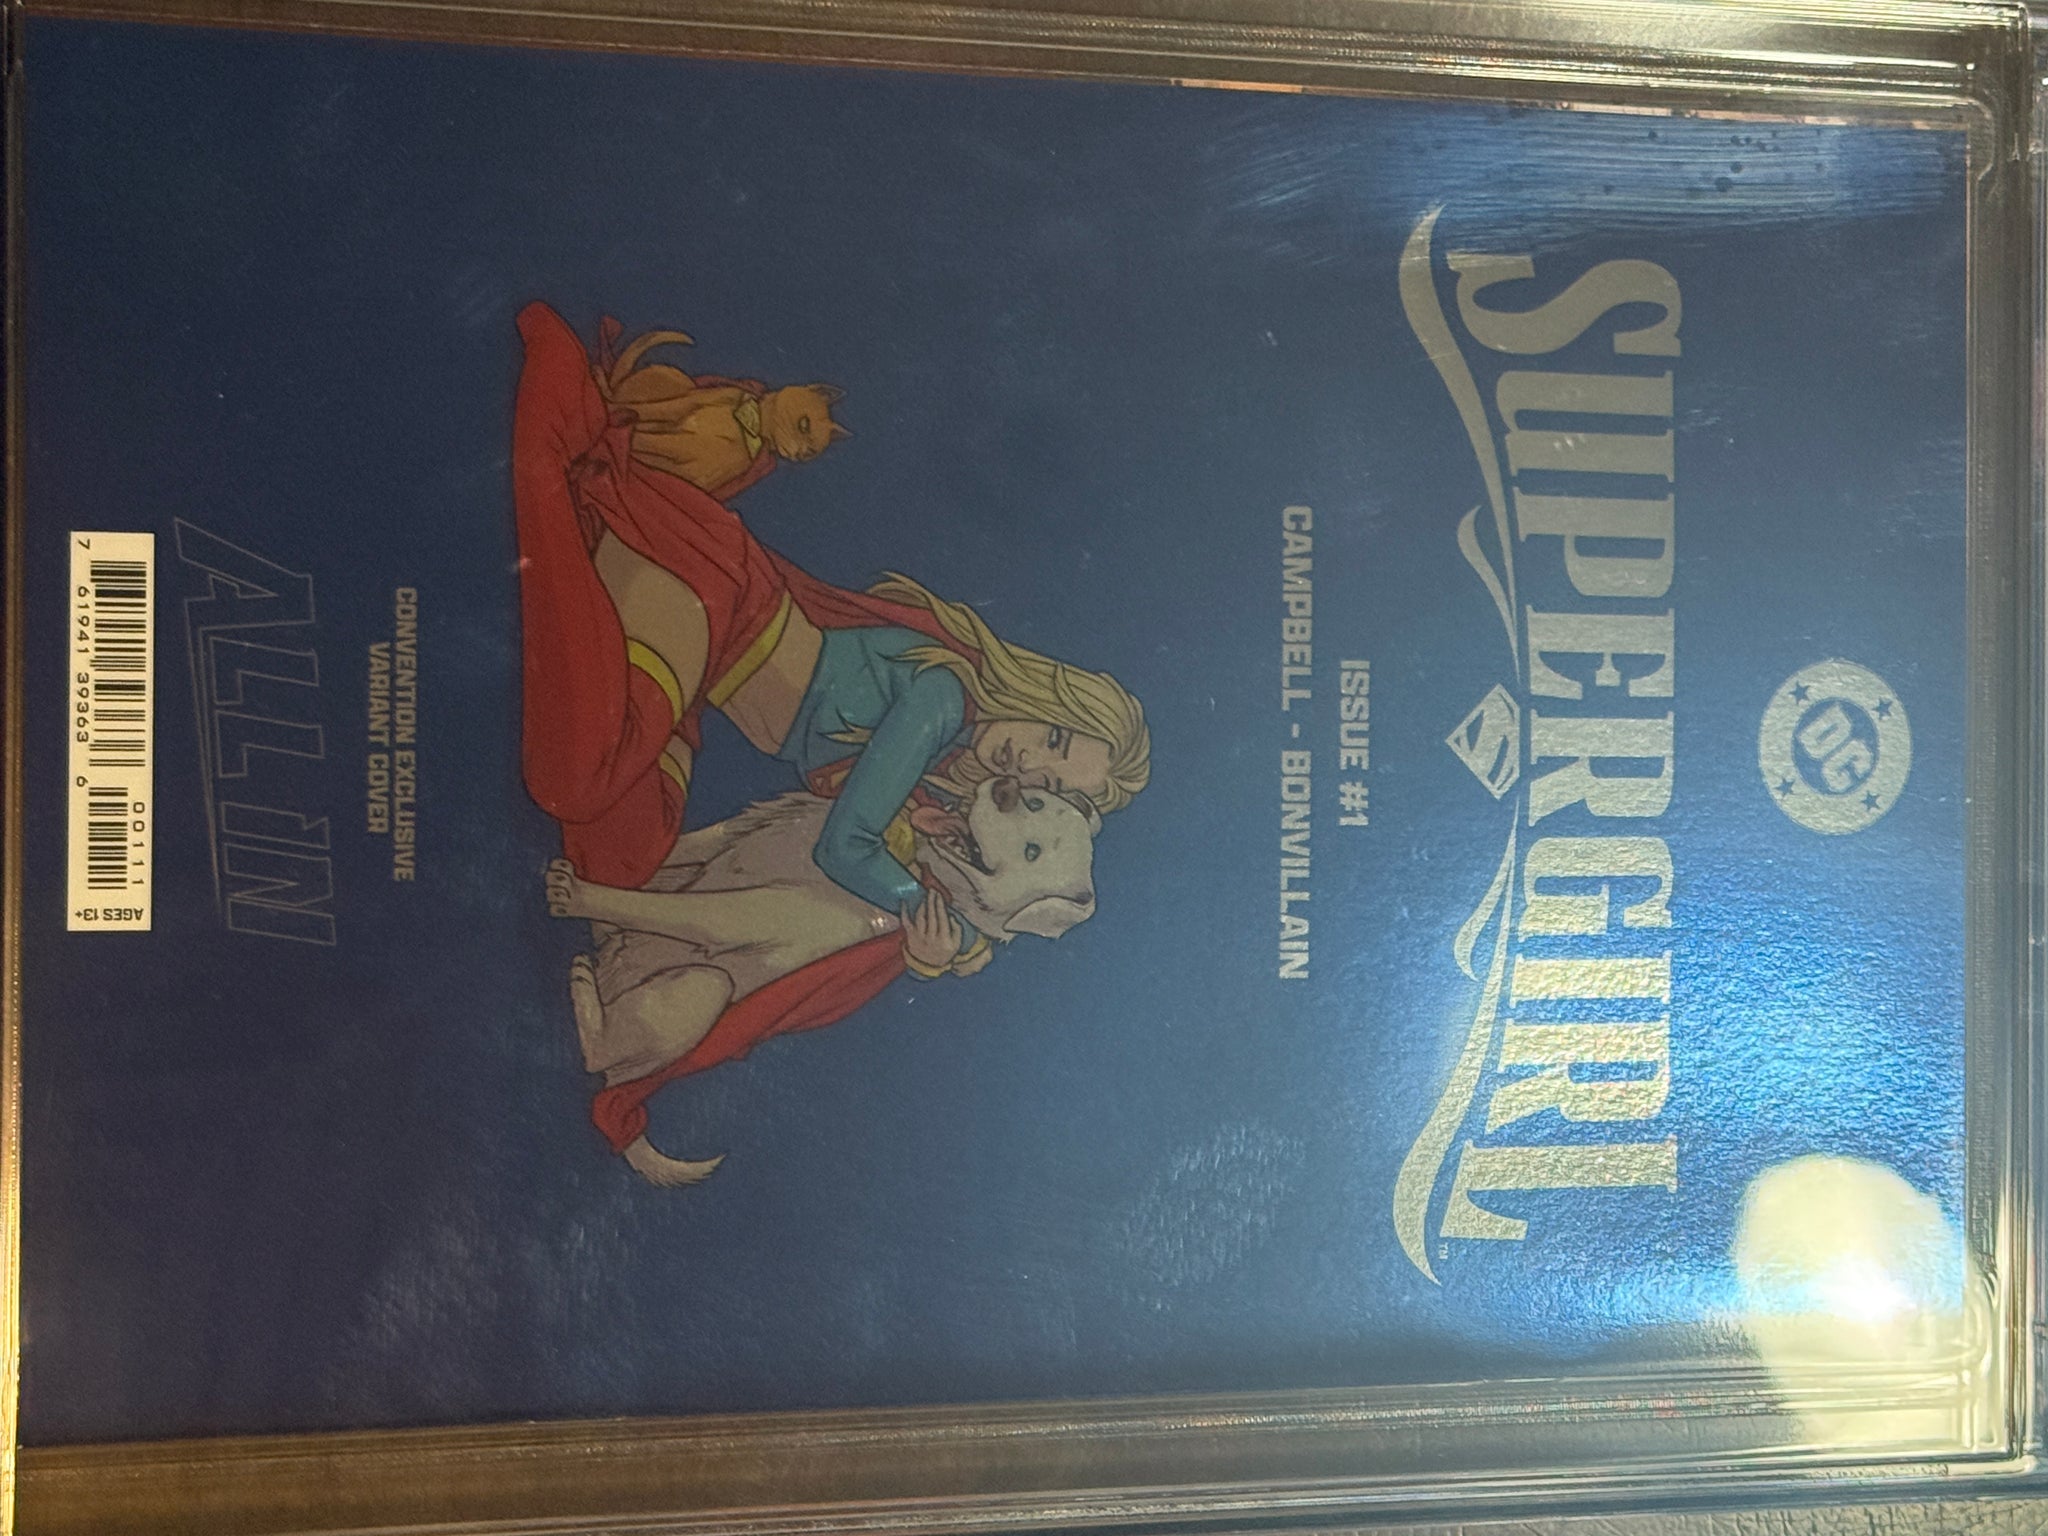 DC
SUPERGIRL
TM
ISSUE #1
CAMPBELL - BONVILLAIN
CONVENTION EXCLUSIVE
VARIANT COVER
ALL IN
7 61941 39363 6
00111
AGES 13+